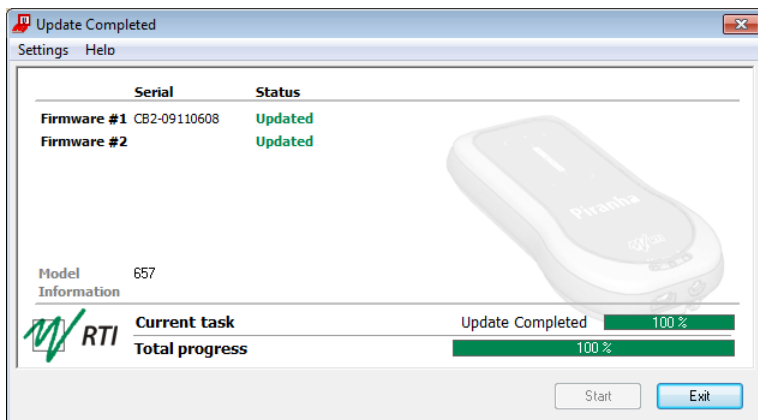 Update Completed
Settings Help
Serial Status
Firmware #1 CB2-09110608 Updated
Firmware #2 Updated
Piranha
Model 657
Information
RTI Current task Update Completed 100 %
Total progress 100 %
Start Exit